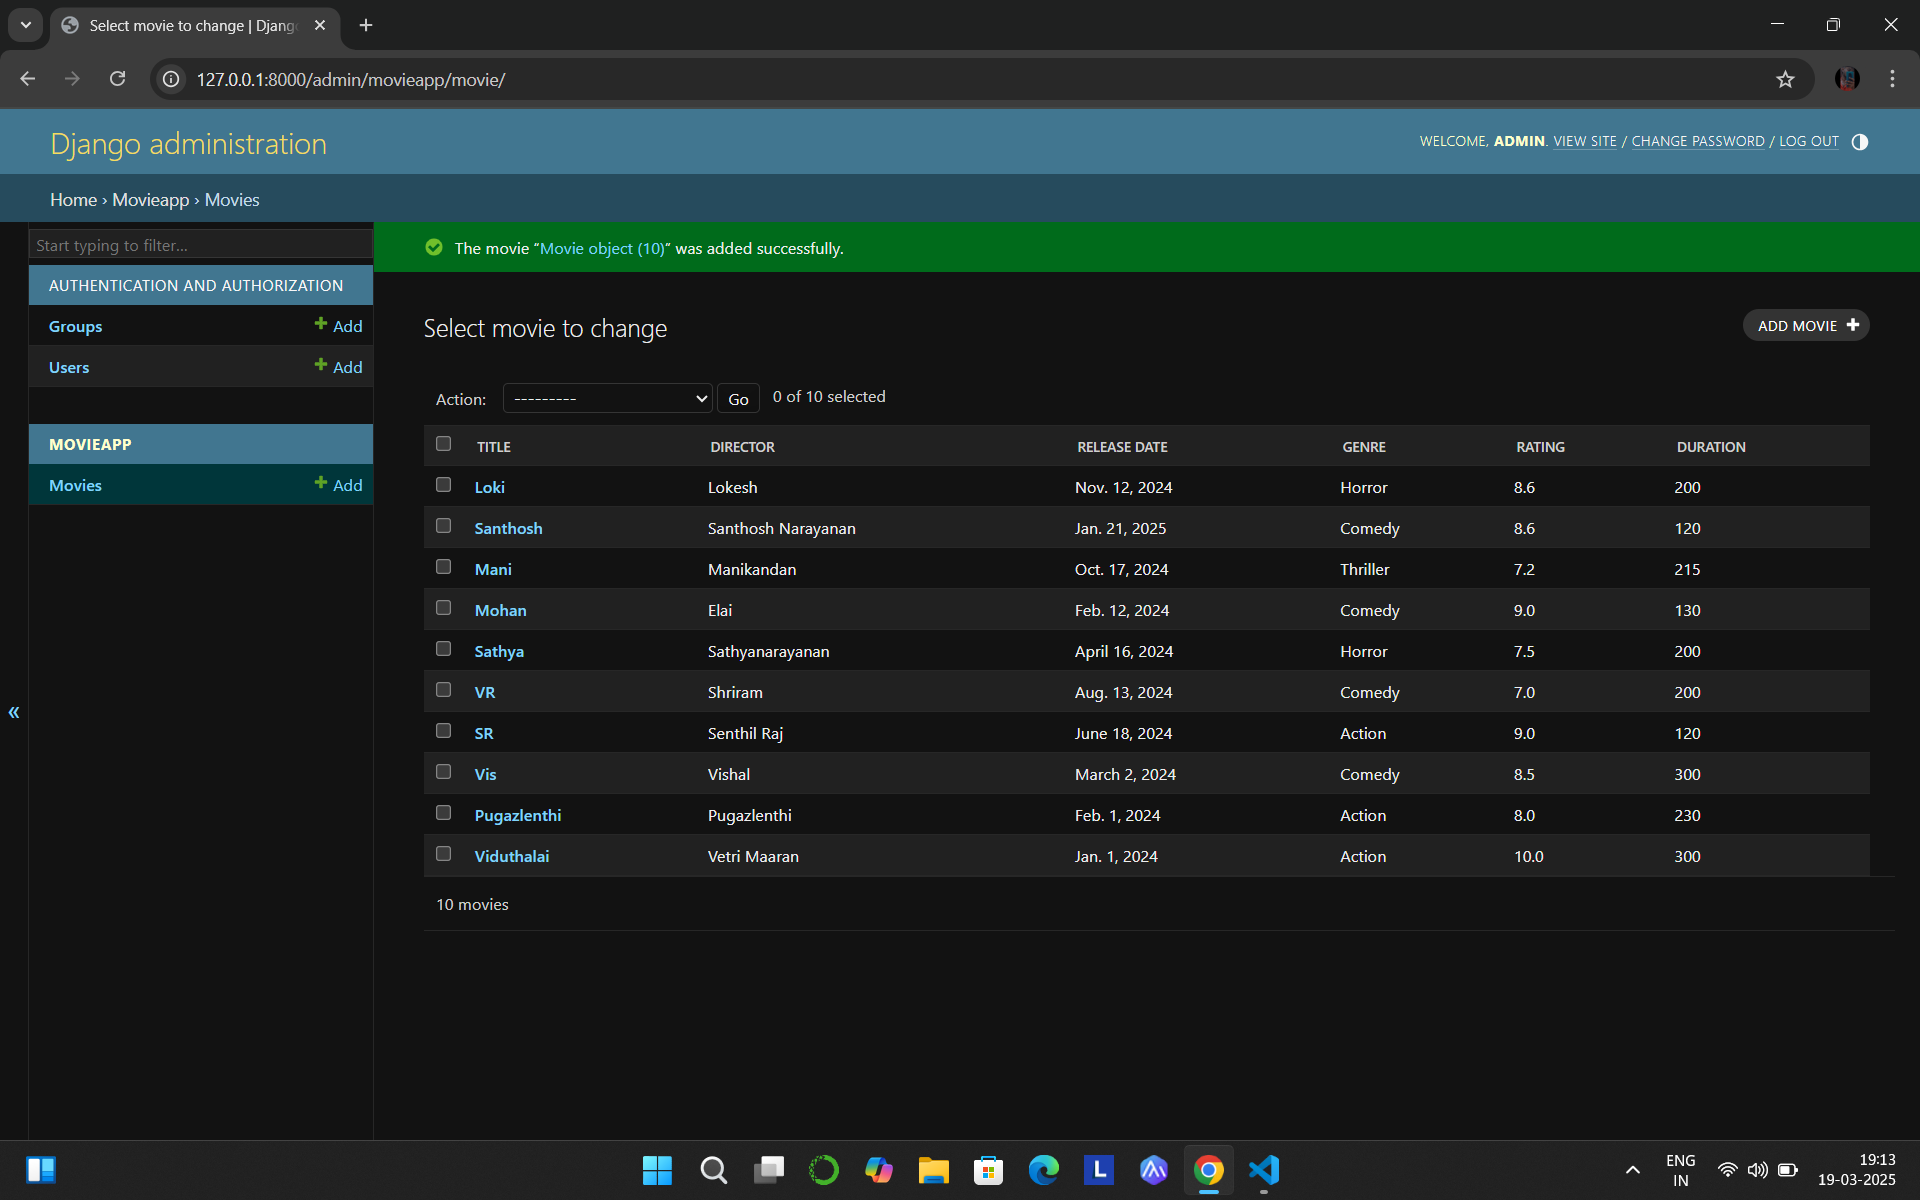 Select movie to change | Djang
127.0.0.1:8000/admin/movieapp/movie/
Django administration
WELCOME, ADMIN. VIEW SITE / CHANGE PASSWORD / LOG OUT
Home › Movieapp › Movies
Start typing to filter...
AUTHENTICATION AND AUTHORIZATION
Groups Add
Users Add
MOVIEAPP
Movies Add
«
The movie “Movie object (10)” was added successfully.
Select movie to change
ADD MOVIE
Action: --------- Go 0 of 10 selected
TITLE DIRECTOR RELEASE DATE GENRE RATING DURATION
Loki Lokesh Nov. 12, 2024 Horror 8.6 200
Santhosh Santhosh Narayanan Jan. 21, 2025 Comedy 8.6 120
Mani Manikandan Oct. 17, 2024 Thriller 7.2 215
Mohan Elai Feb. 12, 2024 Comedy 9.0 130
Sathya Sathyanarayanan April 16, 2024 Horror 7.5 200
VR Shriram Aug. 13, 2024 Comedy 7.0 200
SR Senthil Raj June 18, 2024 Action 9.0 120
Vis Vishal March 2, 2024 Comedy 8.5 300
Pugazlenthi Pugazlenthi Feb. 1, 2024 Action 8.0 230
Viduthalai Vetri Maaran Jan. 1, 2024 Action 10.0 300
10 movies
L
ENG
IN
19:13
19-03-2025